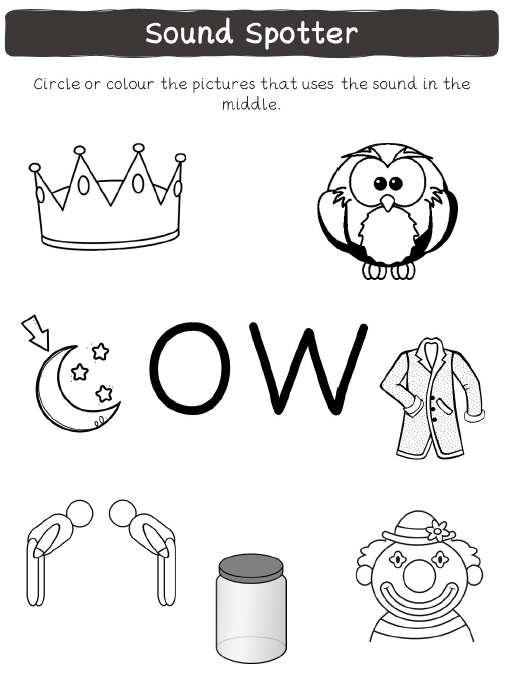 Sound Spotter
Circle or colour the pictures that uses the sound in the
middle.
ow